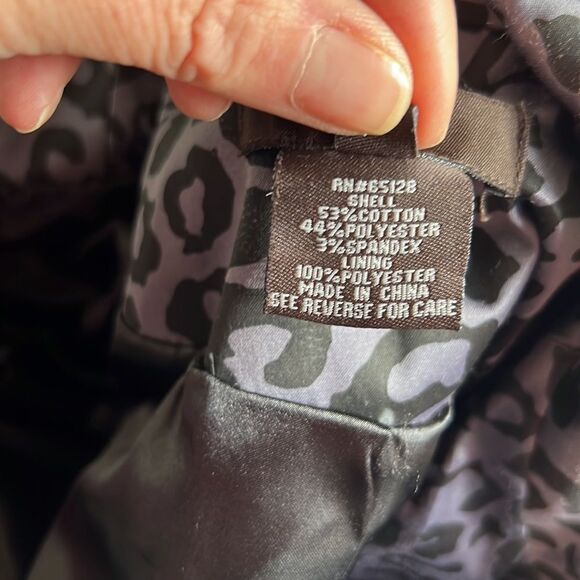 RN#65128
SHELL
53%COTTON
44%POLYESTER
3%SPANDEX
LINING
100%POLYESTER
MADE IN CHINA
SEE REVERSE FOR CARE